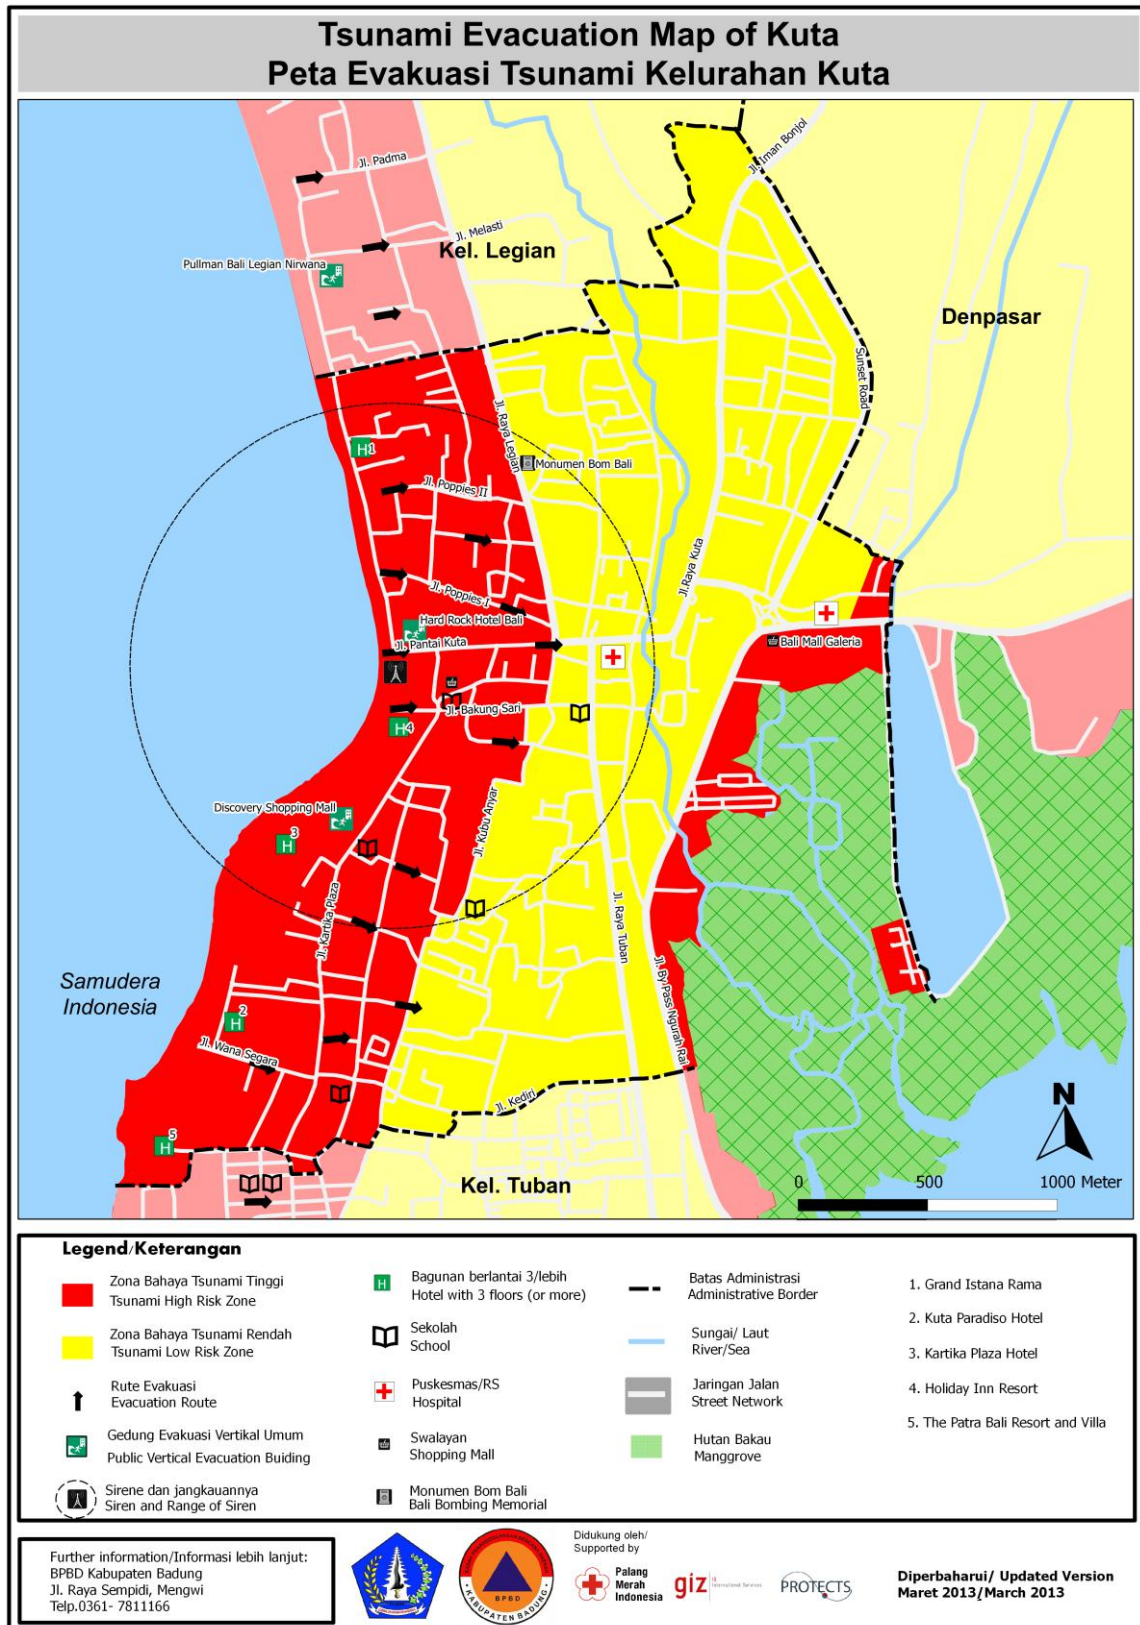 Tsunami Evacuation Map of Kuta
Peta Evakuasi Tsunami Kelurahan Kuta
Jl. Padma
Jl. Iman Bonjol
Jl. Melasti
Kel. Legian
Pullman Bali Legian Nirwana
Denpasar
Sunset Road
Jl. Raya Legian
1
Monumen Bom Bali
Jl. Poppies II
Jl.Raya Kuta
Jl. Poppies I
Hard Rock Hotel Bali
Jl. Pantai Kuta
Bali Mall Galeria
Jl. Bakung Sari
4
Discovery Shopping Mall
3
Jl. Kubu Anyar
Jl. Kartika Plaza
Jl. Raya Tuban
Samudera
Indonesia
Jl. By Pass Ngurah Rai
2
Jl. Wana Segara
Jl. Kediri
5
N
Kel. Tuban
0 500 1000 Meter
Legend/Keterangan
Zona Bahaya Tsunami Tinggi
Tsunami High Risk Zone
Zona Bahaya Tsunami Rendah
Tsunami Low Risk Zone
Rute Evakuasi
Evacuation Route
Gedung Evakuasi Vertikal Umum
Public Vertical Evacuation Buiding
Sirene dan jangkauannya
Siren and Range of Siren
H
Bagunan berlantai 3/lebih
Hotel with 3 floors (or more)
Sekolah
School
Puskesmas/RS
Hospital
Swalayan
Shopping Mall
Monumen Bom Bali
Bali Bombing Memorial
Batas Administrasi
Administrative Border
Sungai/ Laut
River/Sea
Jaringan Jalan
Street Network
Hutan Bakau
Manggrove
1. Grand Istana Rama
2. Kuta Paradiso Hotel
3. Kartika Plaza Hotel
4. Holiday Inn Resort
5. The Patra Bali Resort and Villa
Further information/Informasi lebih lanjut:
BPBD Kabupaten Badung
Jl. Raya Sempidi, Mengwi
Telp.0361- 7811166
BPBD
KABUPATEN BADUNG
Didukung oleh/
Supported by
Palang
Merah
Indonesia
giz
International Services
PROTECTS
Diperbaharui/ Updated Version
Maret 2013/March 2013